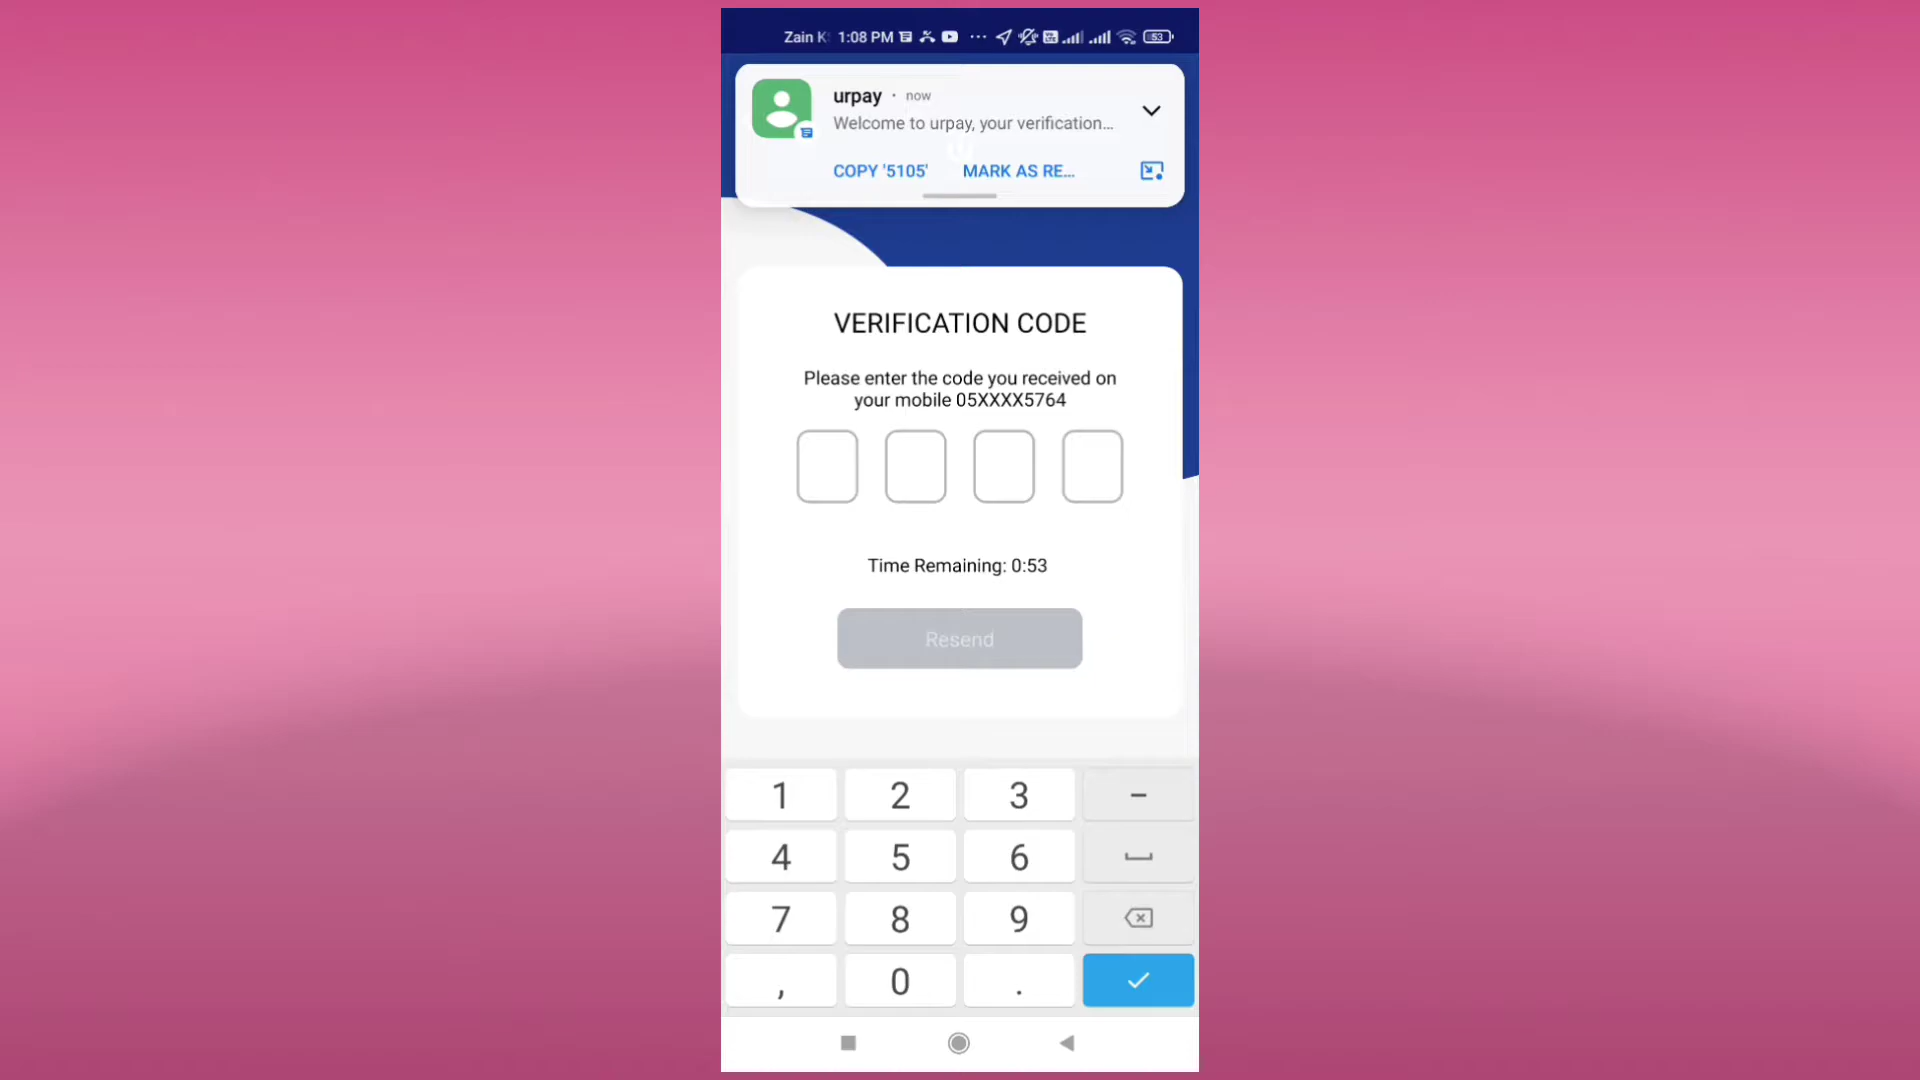 Zain K 1:08 PM 53
urpay · now
Welcome to urpay, your verification...
COPY '5105' MARK AS RE...
VERIFICATION CODE
Please enter the code you received on
your mobile 05XXXX5764
Time Remaining: 0:53
Resend
1 2 3 -
4 5 6
7 8 9
, 0 .